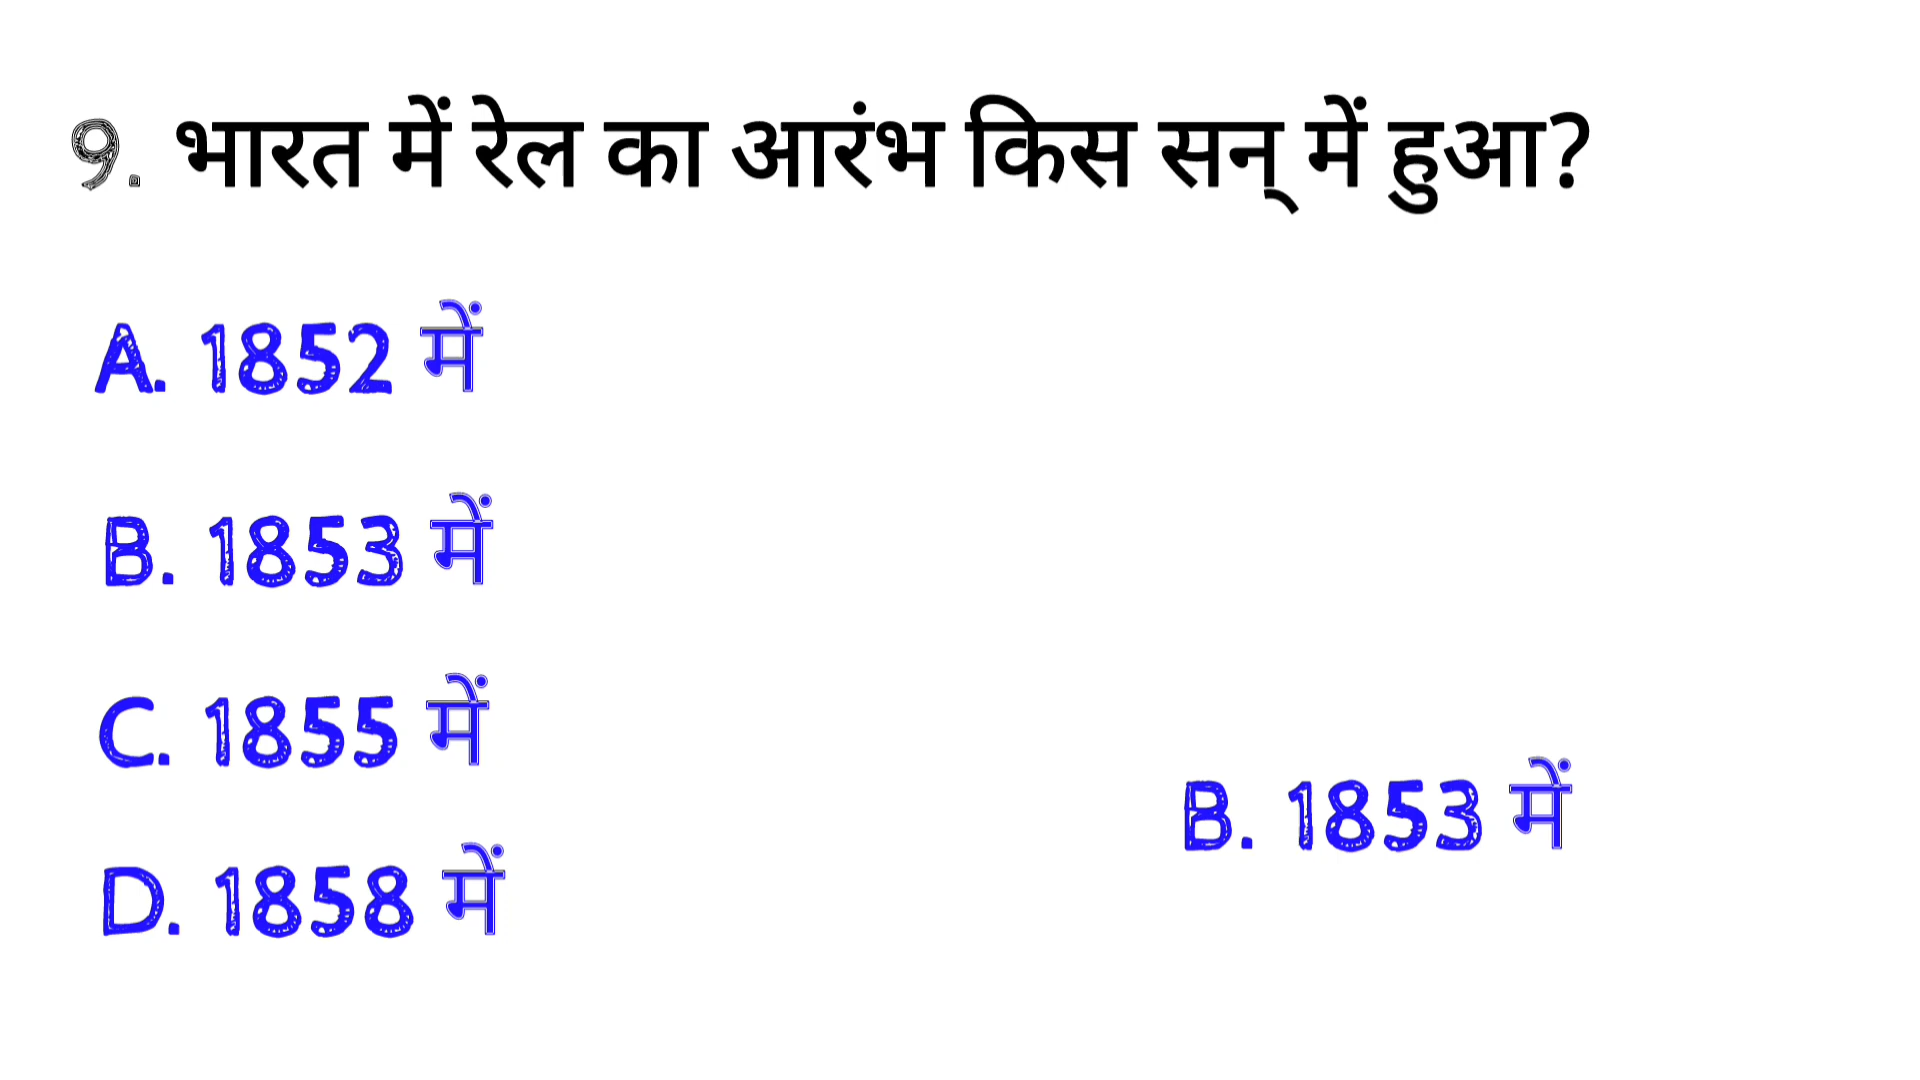 9. भारत में रेल का आरंभ किस सन् में हुआ?
A. 1852 में
B. 1853 में
C. 1855 में
D. 1858 में
B. 1853 में